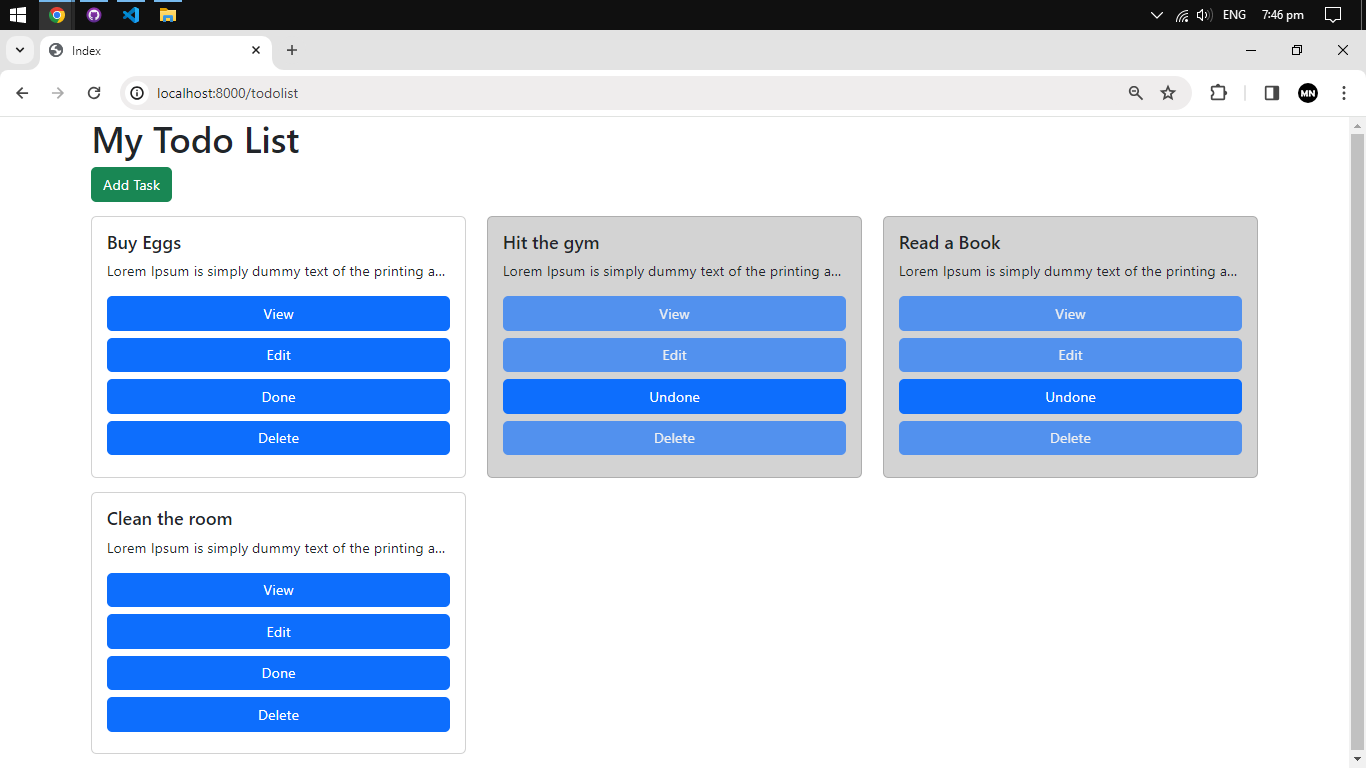 ENG 7:46 pm
Index
localhost:8000/todolist
MN
My Todo List
Add Task
Buy Eggs
Lorem Ipsum is simply dummy text of the printing a...
View
Edit
Done
Delete
Hit the gym
Lorem Ipsum is simply dummy text of the printing a...
View
Edit
Undone
Delete
Read a Book
Lorem Ipsum is simply dummy text of the printing a...
View
Edit
Undone
Delete
Clean the room
Lorem Ipsum is simply dummy text of the printing a...
View
Edit
Done
Delete